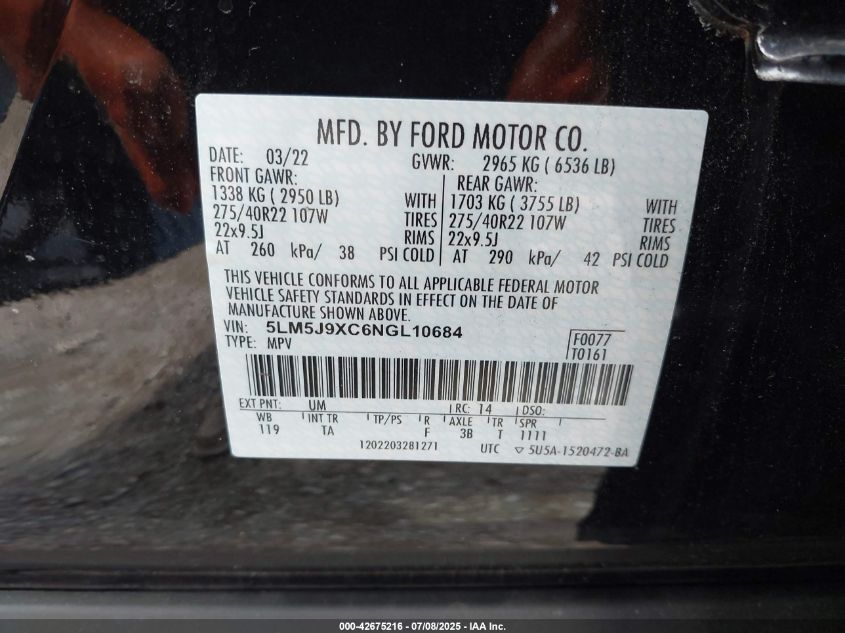 MFD. BY FORD MOTOR CO.
DATE: 03/22 GVWR: 2965 KG ( 6536 LB)
FRONT GAWR: REAR GAWR:
1338 KG ( 2950 LB) WITH 1703 KG ( 3755 LB) WITH
275/40R22 107W TIRES 275/40R22 107W TIRES
22x9.5J RIMS 22x9.5J RIMS
AT 260 kPa/ 38 PSI COLD AT 290 kPa/ 42 PSI COLD
THIS VEHICLE CONFORMS TO ALL APPLICABLE FEDERAL MOTOR
VEHICLE SAFETY STANDARDS IN EFFECT ON THE DATE OF
MANUFACTURE SHOWN ABOVE.
VIN: 5LM5J9XC6NGL10684 F0077
TYPE: MPV T0161
EXT PNT: UM RC: 14 DSO:
WB INT TR TP/PS R AXLE TR SPR
119 TA F 3B T 1111
1202203281271 UTC ▽ 5U5A-1520472-BA
000-42675216 - 07/08/2025 - IAA Inc.